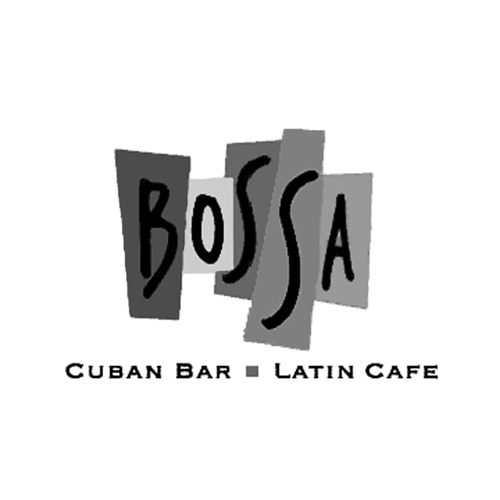 BOSSA
CUBAN BAR ▪ LATIN CAFE